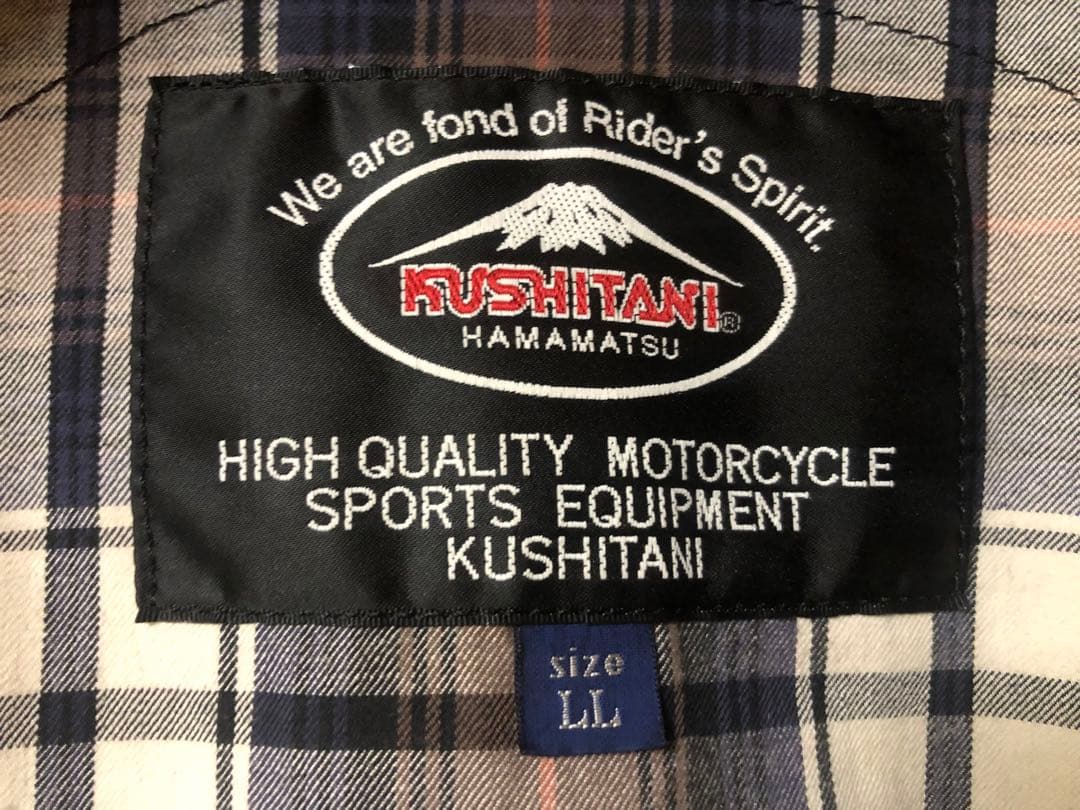 We are fond of Rider's Spirit.
KUSHITANI®
HAMAMATSU
HIGH QUALITY MOTORCYCLE
SPORTS EQUIPMENT
KUSHITANI
size
LL